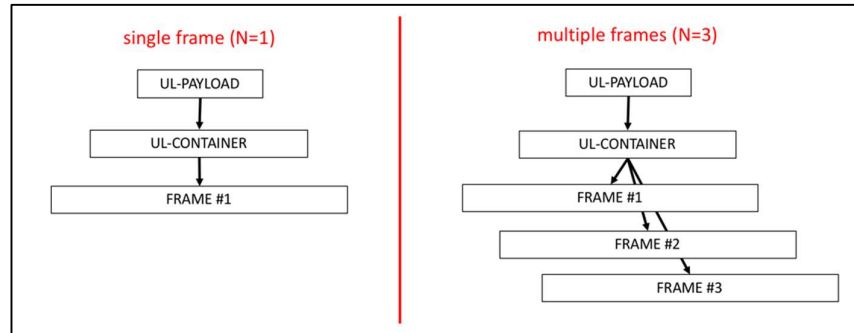 single frame (N=1)
UL-PAYLOAD
UL-CONTAINER
FRAME #1
multiple frames (N=3)
UL-PAYLOAD
UL-CONTAINER
FRAME #1
FRAME #2
FRAME #3